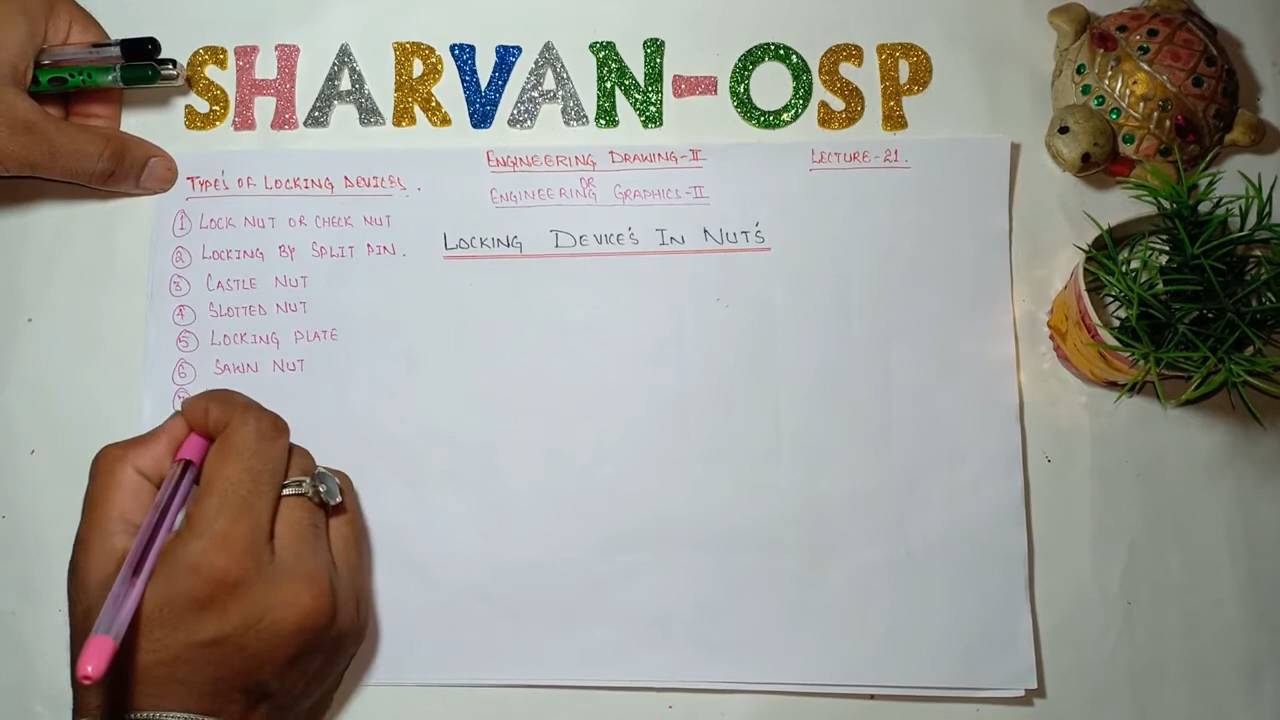 SHARVAN-OSP
ENGINEERING DRAWING-II
LECTURE-21.
OR
ENGINEERING GRAPHICS-II
LOCKING DEVICE'S IN NUT'S
TYPE'S OF LOCKING DEVICES.
1 LOCK NUT OR CHECK NUT
2 LOCKING BY SPLIT PIN.
3 CASTLE NUT
4 SLOTTED NUT
5 LOCKING PLATE
6 SAWN NUT
7